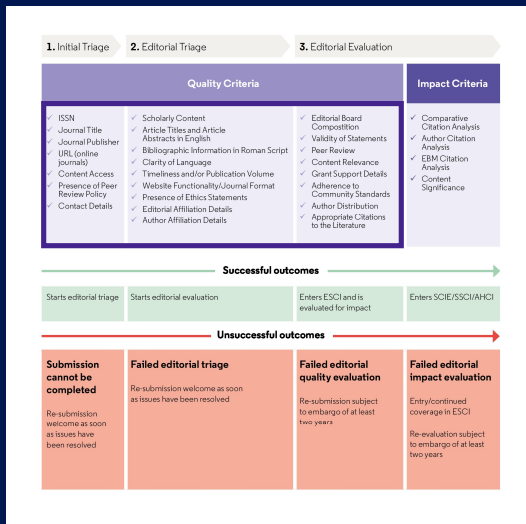 1. Initial Triage
2. Editorial Triage
3. Editorial Evaluation
Quality Criteria
Impact Criteria
✓ ISSN
✓ Journal Title
✓ Journal Publisher
✓ URL (online
journals)
✓ Content Access
✓ Presence of Peer
Review Policy
✓ Contact Details
✓ Scholarly Content
✓ Article Titles and Article
Abstracts in English
✓ Bibliographic Information in Roman Script
✓ Clarity of Language
✓ Timeliness and/or Publication Volume
✓ Website Functionality/Journal Format
✓ Presence of Ethics Statements
✓ Editorial Affiliation Details
✓ Author Affiliation Details
✓ Editorial Board
Compostition
✓ Validity of Statements
✓ Peer Review
✓ Content Relevance
✓ Grant Support Details
✓ Adherence to
Community Standards
✓ Author Distribution
✓ Appropriate Citations
to the Literature
✓ Comparative
Citation Analysis
✓ Author Citation
Analysis
✓ EBM Citation
Analysis
✓ Content
Significance
Successful outcomes
Starts editorial triage
Starts editorial evaluation
Enters ESCI and is
evaluated for impact
Enters SCIE/SSCI/AHCI
Unsuccessful outcomes
Submission
cannot be
completed
Re-submission
welcome as soon
as issues have
been resolved
Failed editorial triage
Re-submission welcome as soon
as issues have been resolved
Failed editorial
quality evaluation
Re-submission subject
to embargo of at least
two years
Failed editorial
impact evaluation
Entry/continued
coverage in ESCI
Re-evaluation subject
to embargo of at least
two years